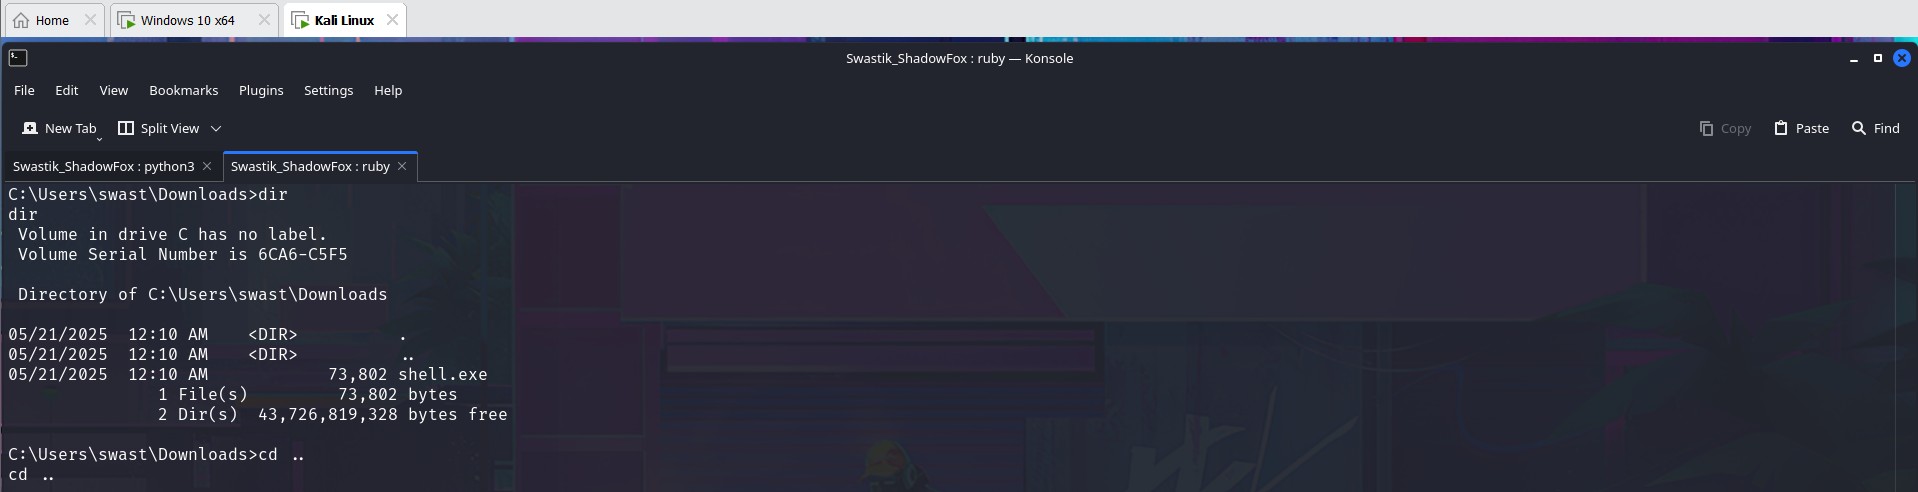 Home Windows 10 x64 Kali Linux
Swastik_ShadowFox : ruby — Konsole
File Edit View Bookmarks Plugins Settings Help
New Tab Split View Copy Paste Find
Swastik_ShadowFox : python3 Swastik_ShadowFox : ruby
C:\Users\swast\Downloads>dir
dir
 Volume in drive C has no label.
 Volume Serial Number is 6CA6-C5F5
 Directory of C:\Users\swast\Downloads
05/21/2025  12:10 AM    <DIR>          .
05/21/2025  12:10 AM    <DIR>          ..
05/21/2025  12:10 AM            73,802 shell.exe
               1 File(s)         73,802 bytes
               2 Dir(s)  43,726,819,328 bytes free
C:\Users\swast\Downloads>cd ..
cd ..